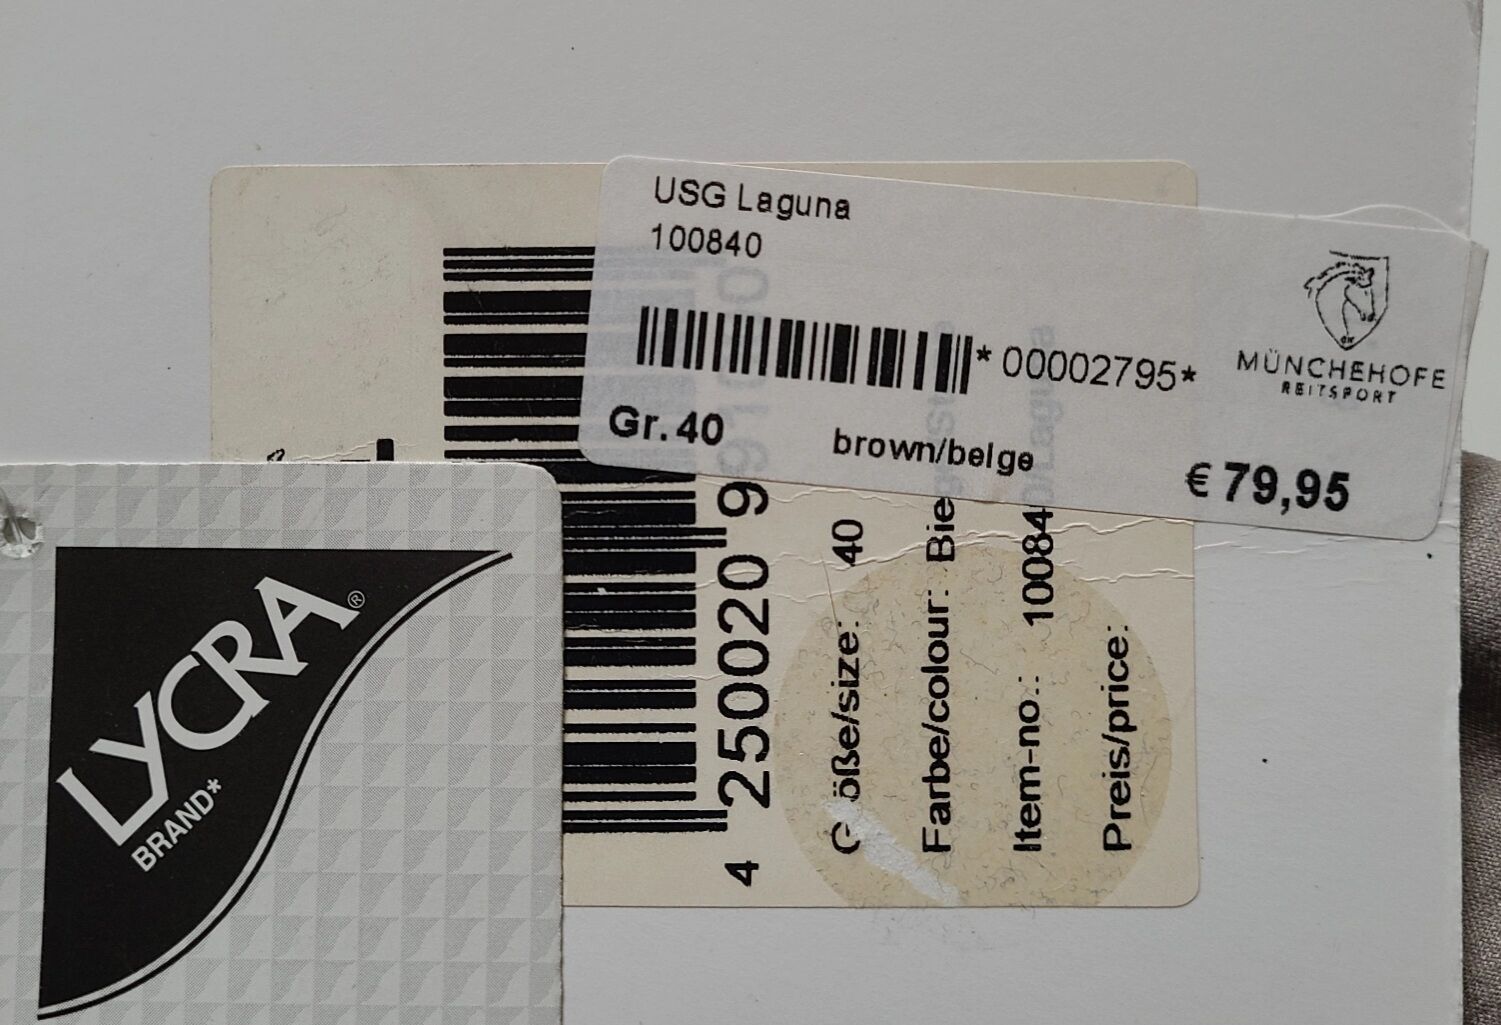 USG Laguna
100840
*00002795*
MÜNCHEHOFE
REITSPORT
Gr. 40
brown/beige
€ 79,95
4 250020 9
öße/size: 40
Farbe/colour: Bie
Item-no.: 10084
Preis/price:
LYCRA®
BRAND*